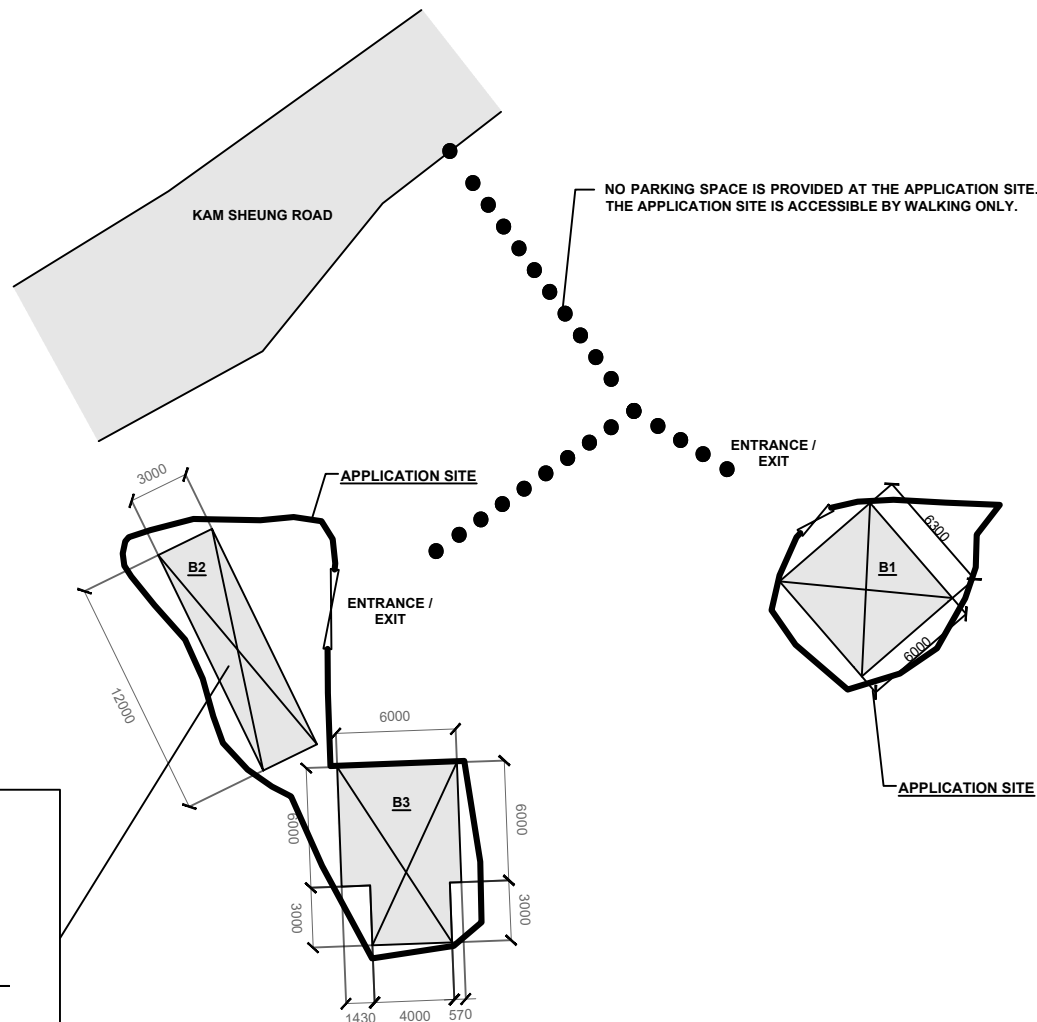 KAM SHEUNG ROAD
NO PARKING SPACE IS PROVIDED AT THE APPLICATION SITE.
THE APPLICATION SITE IS ACCESSIBLE BY WALKING ONLY.
ENTRANCE /
EXIT
3000
APPLICATION SITE
B2
6300
B1
ENTRANCE /
EXIT
6000
12000
6000
APPLICATION SITE
B3
6000
6000
3000
3000
1430
4000
570